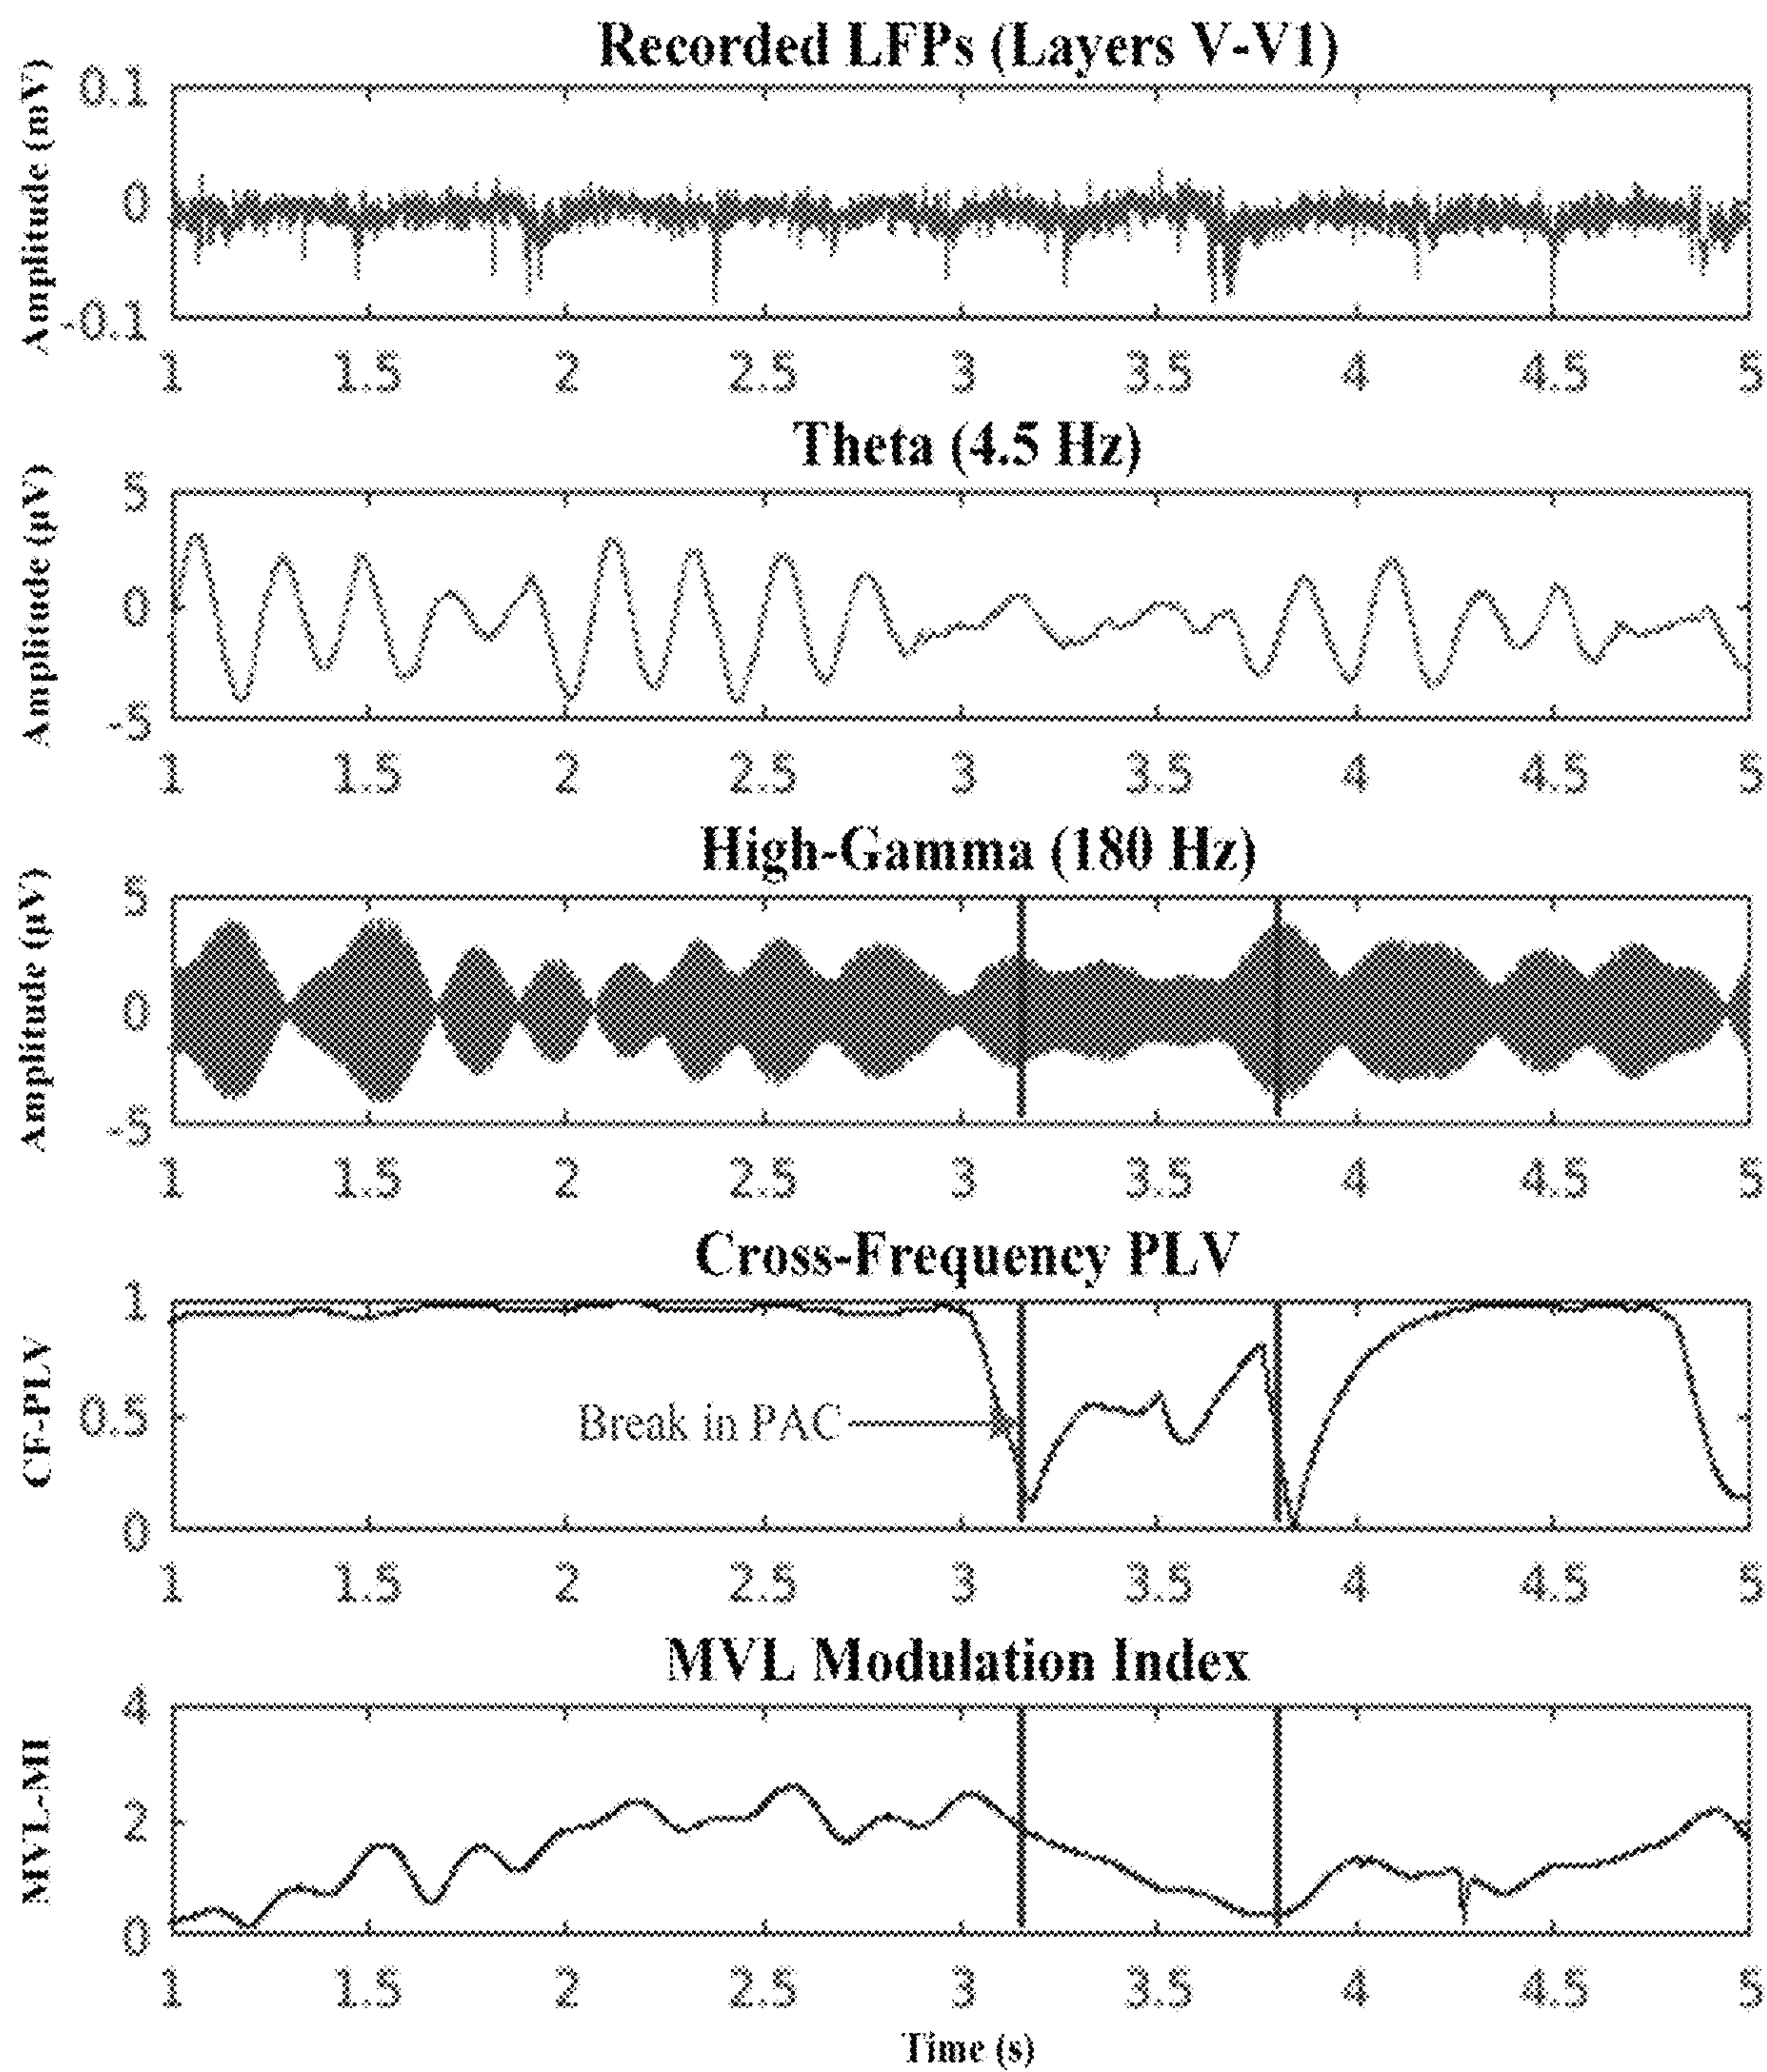 Recorded LFPs (Layers V-V1)
Amplitude (mV)
0.1
0
-0.1
1 1.5 2 2.5 3 3.5 4 4.5 5
Theta (4.5 Hz)
Amplitude (µV)
5
0
-5
1 1.5 2 2.5 3 3.5 4 4.5 5
High-Gamma (180 Hz)
Amplitude (µV)
5
0
-5
1 1.5 2 2.5 3 3.5 4 4.5 5
Cross-Frequency PLV
CF-PLV
1
0.5
0
Break in PAC
1 1.5 2 2.5 3 3.5 4 4.5 5
MVL Modulation Index
MVL-MI
4
2
0
1 1.5 2 2.5 3 3.5 4 4.5 5
Time (s)